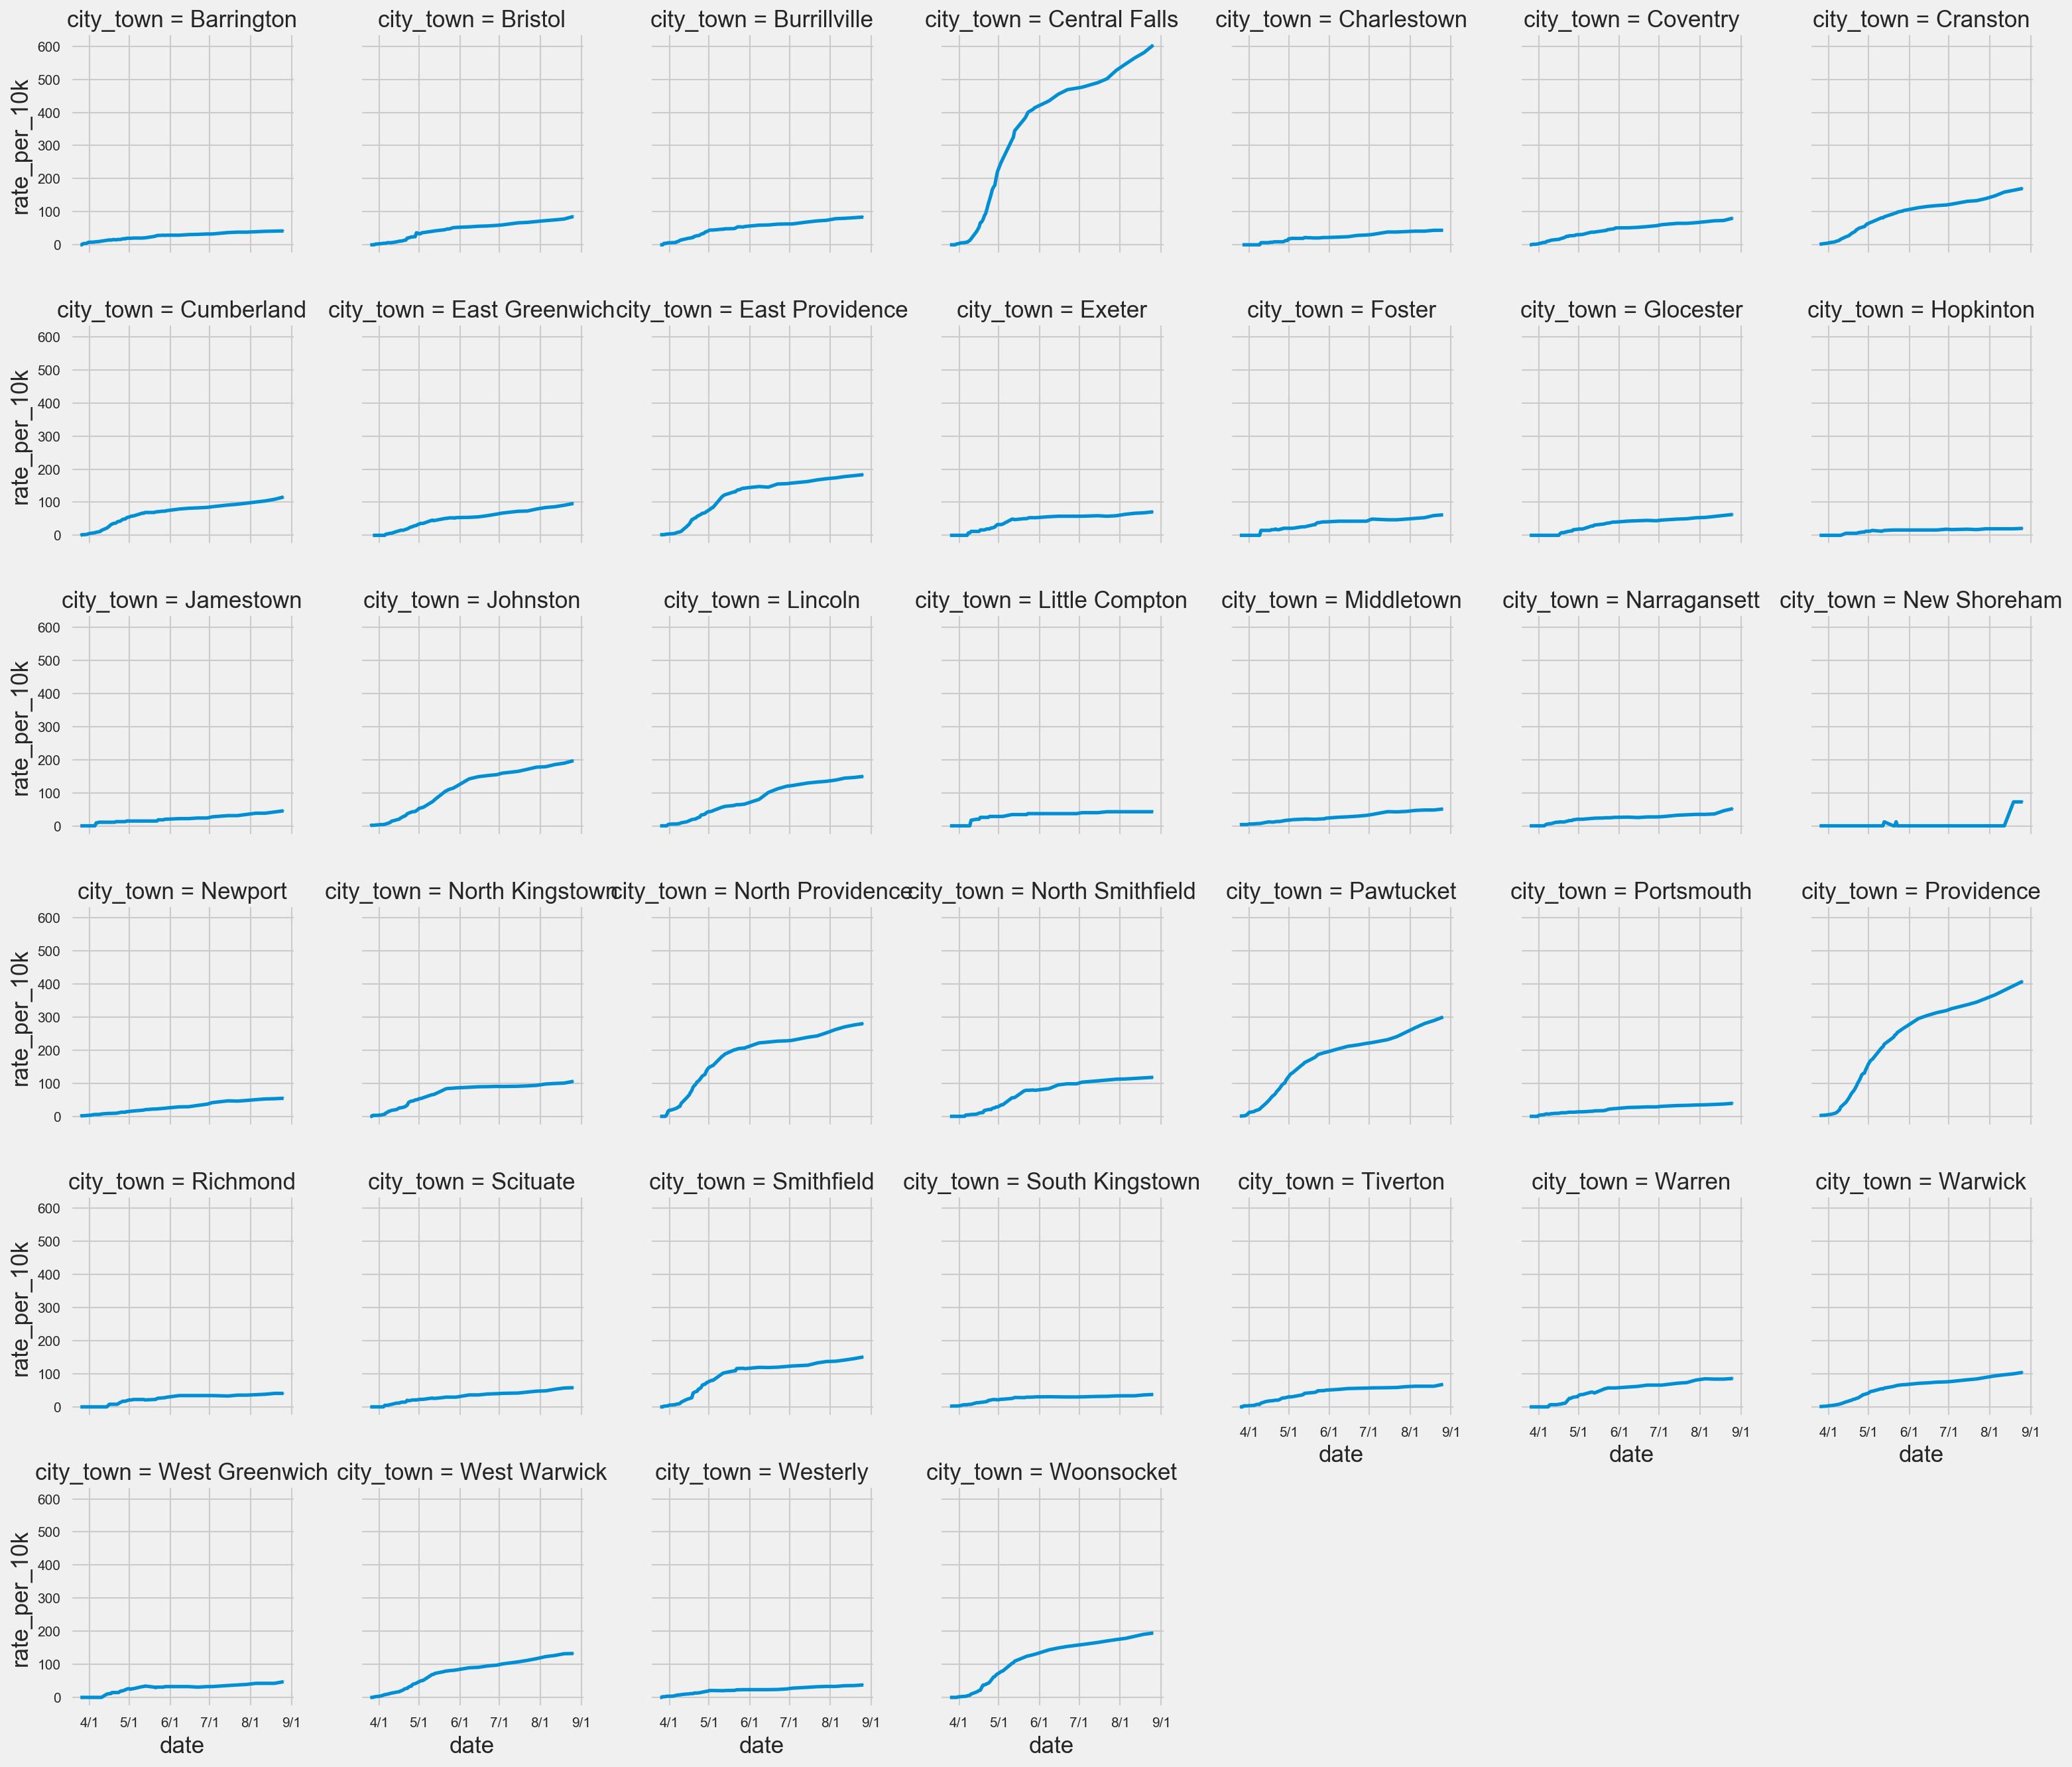 city_town = Barrington
city_town = Bristol
city_town = Burrillville
city_town = Central Falls
city_town = Charlestown
city_town = Coventry
city_town = Cranston
rate_per_10k
600
500
400
300
200
100
0
city_town = Cumberland
city_town = East Greenwich
city_town = East Providence
city_town = Exeter
city_town = Foster
city_town = Glocester
city_town = Hopkinton
rate_per_10k
600
500
400
300
200
100
0
city_town = Jamestown
city_town = Johnston
city_town = Lincoln
city_town = Little Compton
city_town = Middletown
city_town = Narragansett
city_town = New Shoreham
rate_per_10k
600
500
400
300
200
100
0
city_town = Newport
city_town = North Kingstown
city_town = North Providence
city_town = North Smithfield
city_town = Pawtucket
city_town = Portsmouth
city_town = Providence
rate_per_10k
600
500
400
300
200
100
0
city_town = Richmond
city_town = Scituate
city_town = Smithfield
city_town = South Kingstown
city_town = Tiverton
city_town = Warren
city_town = Warwick
rate_per_10k
600
500
400
300
200
100
0
4/1 5/1 6/1 7/1 8/1 9/1
date
4/1 5/1 6/1 7/1 8/1 9/1
date
4/1 5/1 6/1 7/1 8/1 9/1
date
city_town = West Greenwich
city_town = West Warwick
city_town = Westerly
city_town = Woonsocket
rate_per_10k
600
500
400
300
200
100
0
4/1 5/1 6/1 7/1 8/1 9/1
date
4/1 5/1 6/1 7/1 8/1 9/1
date
4/1 5/1 6/1 7/1 8/1 9/1
date
4/1 5/1 6/1 7/1 8/1 9/1
date